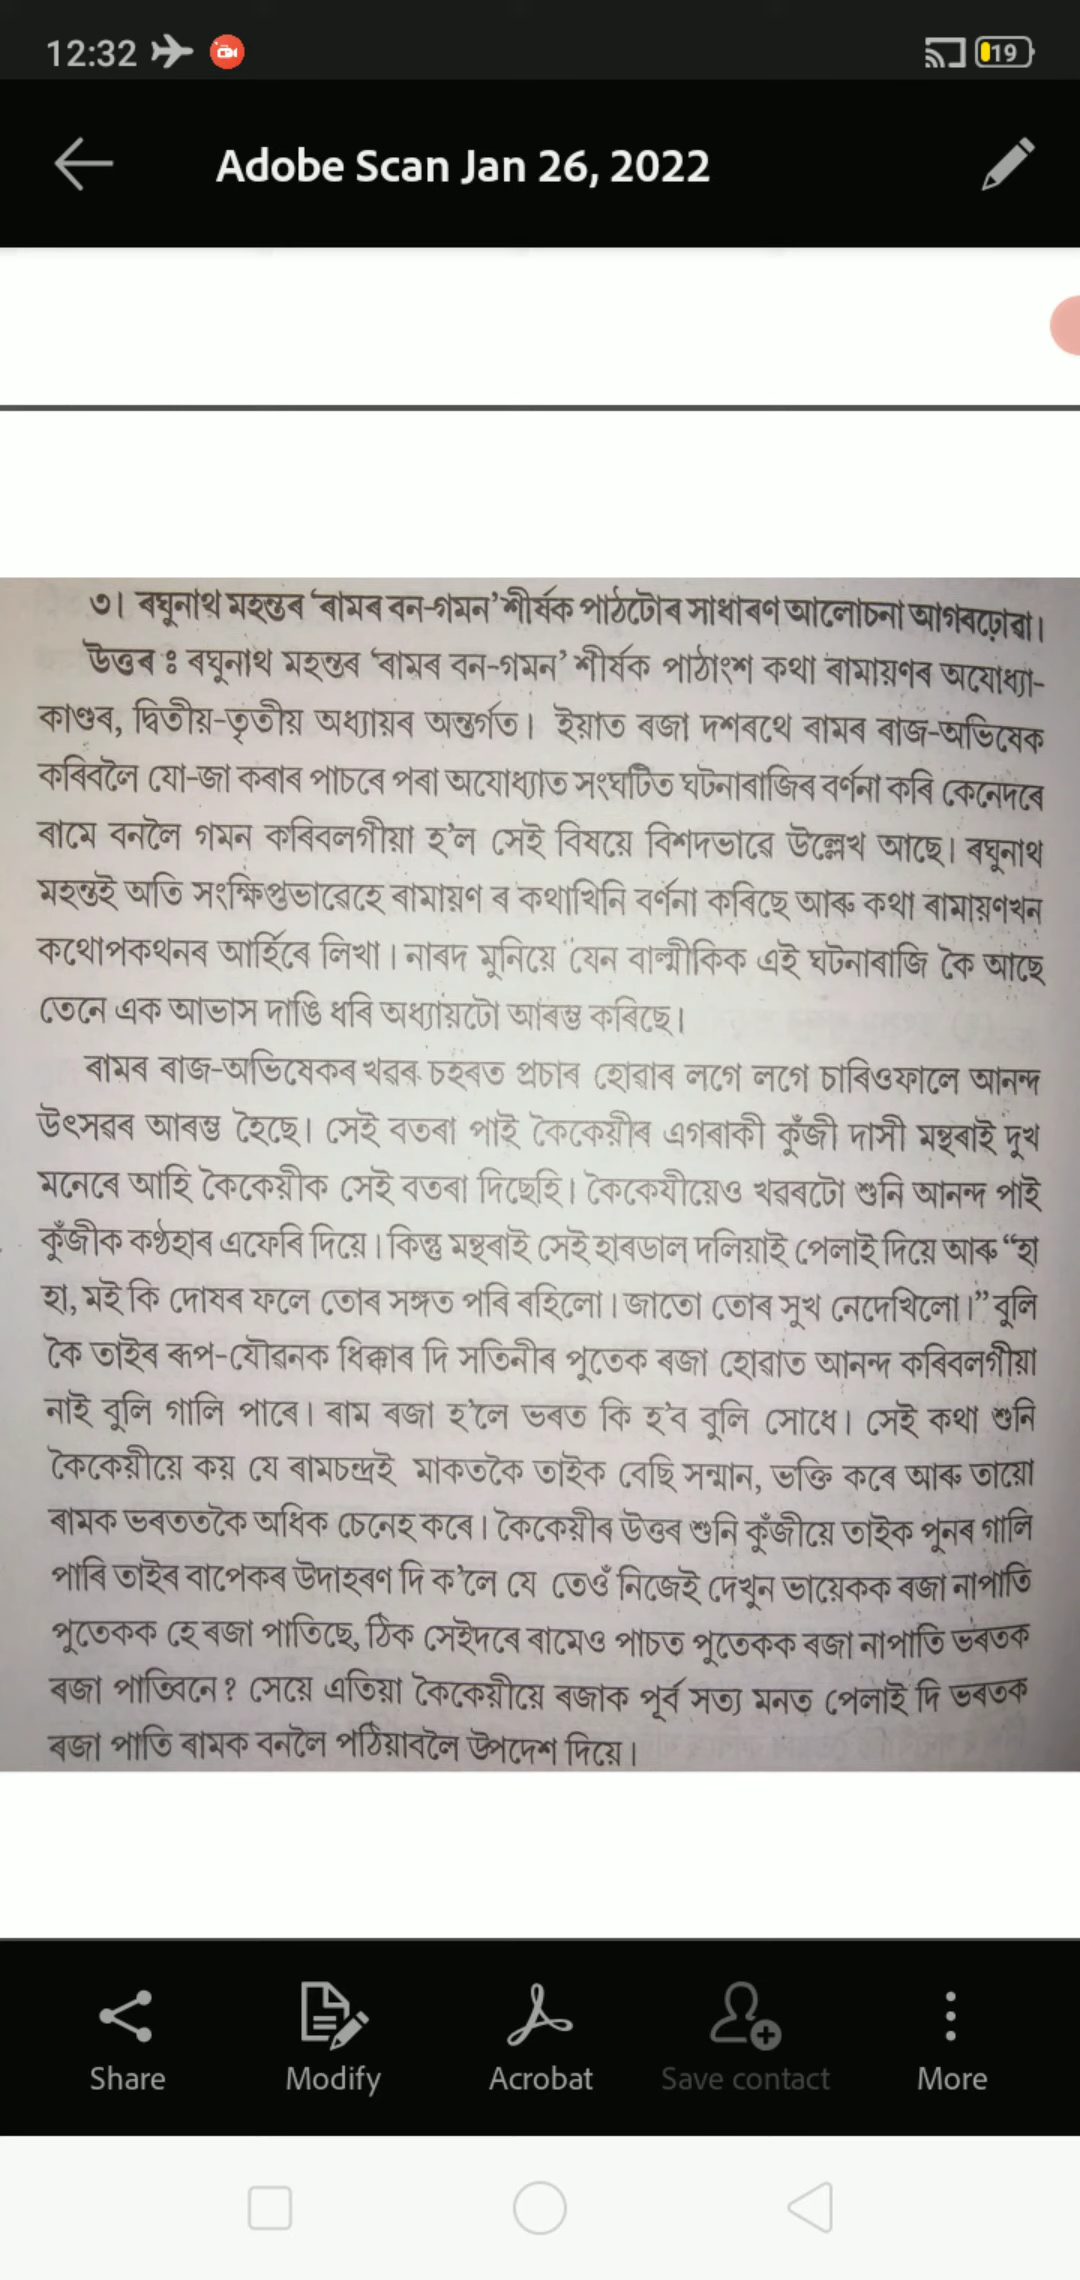 12:32
19
Adobe Scan Jan 26, 2022
৩। ৰঘুনাথ মহন্তৰ ‘ৰামৰ বন-গমন’ শীৰ্ষক পাঠটোৰ সাধাৰণ আলোচনা আগবঢ়োৱা।
উত্তৰ ঃ ৰঘুনাথ মহন্তৰ ‘ৰামৰ বন-গমন’ শীৰ্ষক পাঠাংশ কথা ৰামায়ণৰ অযোধ্যা-
কাণ্ডৰ, দ্বিতীয়-তৃতীয় অধ্যায়ৰ অন্তৰ্গত। ইয়াত ৰজা দশৰথে ৰামৰ ৰাজ-অভিষেক
কৰিবলৈ যো-জা কৰাৰ পাচৰে পৰা অযোধ্যাত সংঘটিত ঘটনাৰাজিৰ বৰ্ণনা কৰি কেনেদৰে
ৰামে বনলৈ গমন কৰিবলগীয়া হ’ল সেই বিষয়ে বিশদভাৱে উল্লেখ আছে। ৰঘুনাথ
মহন্তই অতি সংক্ষিপ্তভাৱেহে ৰামায়ণ ৰ কথাখিনি বৰ্ণনা কৰিছে আৰু কথা ৰামায়ণখন
কথোপকথনৰ আৰ্হিৰে লিখা। নাৰদ মুনিয়ে যেন বাল্মীকিক এই ঘটনাৰাজি কৈ আছে
তেনে এক আভাস দাঙি ধৰি অধ্যায়টো আৰম্ভ কৰিছে।
ৰামৰ ৰাজ-অভিষেকৰ খৱৰ চহৰত প্ৰচাৰ হোৱাৰ লগে লগে চাৰিওফালে আনন্দ
উৎসৱৰ আৰম্ভ হৈছে। সেই বতৰা পাই কৈকেয়ীৰ এগৰাকী কুঁজী দাসী মন্থৰাই দুখ
মনেৰে আহি কৈকেয়ীক সেই বতৰা দিছেহি। কৈকেযীয়েও খৱৰটো শুনি আনন্দ পাই
কুঁজীক কণ্ঠহাৰ এফেৰি দিয়ে। কিন্তু মন্থৰাই সেই হাৰডাল দলিয়াই পেলাই দিয়ে আৰু “হা
হা, মই কি দোষৰ ফলে তোৰ সঙ্গত পৰি ৰহিলো। জাতো তোৰ সুখ নেদেখিলো।” বুলি
কৈ তাইৰ ৰূপ-যৌৱনক ধিক্কাৰ দি সতিনীৰ পুতেক ৰজা হোৱাত আনন্দ কৰিবলগীয়া
নাই বুলি গালি পাৰে। ৰাম ৰজা হ’লে ভৰত কি হ’ব বুলি সোধে। সেই কথা শুনি
কৈকেয়ীয়ে কয় যে ৰামচন্দ্ৰই মাকতকৈ তাইক বেছি সন্মান, ভক্তি কৰে আৰু তায়ো
ৰামক ভৰততকৈ অধিক চেনেহ কৰে। কৈকেয়ীৰ উত্তৰ শুনি কুঁজীয়ে তাইক পুনৰ গালি
পাৰি তাইৰ বাপেকৰ উদাহৰণ দি ক’লে যে তেওঁ নিজেই দেখুন ভায়েকক ৰজা নাপাতি
পুতেকক হে ৰজা পাতিছে, ঠিক সেইদৰে ৰামেও পাচত পুতেকক ৰজা নাপাতি ভৰতক
ৰজা পাতিবনে? সেয়ে এতিয়া কৈকেয়ীয়ে ৰজাক পূৰ্ব সত্য মনত পেলাই দি ভৰতক
ৰজা পাতি ৰামক বনলৈ পঠিয়াবলৈ উপদেশ দিয়ে।
Share
Modify
Acrobat
Save contact
More